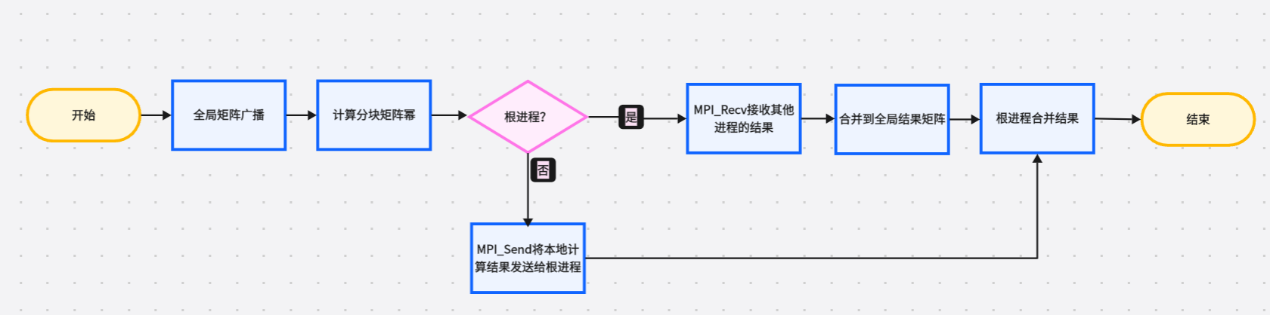 开始
全局矩阵广播
计算分块矩阵幂
根进程?
是
MPI_Recv接收其他
进程的结果
合并到全局结果矩阵
根进程合并结果
结束
否
MPI_Send将本地计
算结果发送给根进程